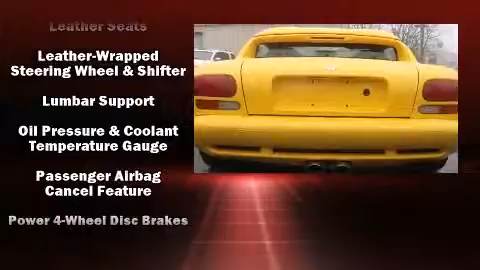 Leather Seats
Leather-Wrapped
Steering Wheel & Shifter
Lumbar Support
Oil Pressure & Coolant
Temperature Gauge
Passenger Airbag
Cancel Feature
Power 4-Wheel Disc Brakes